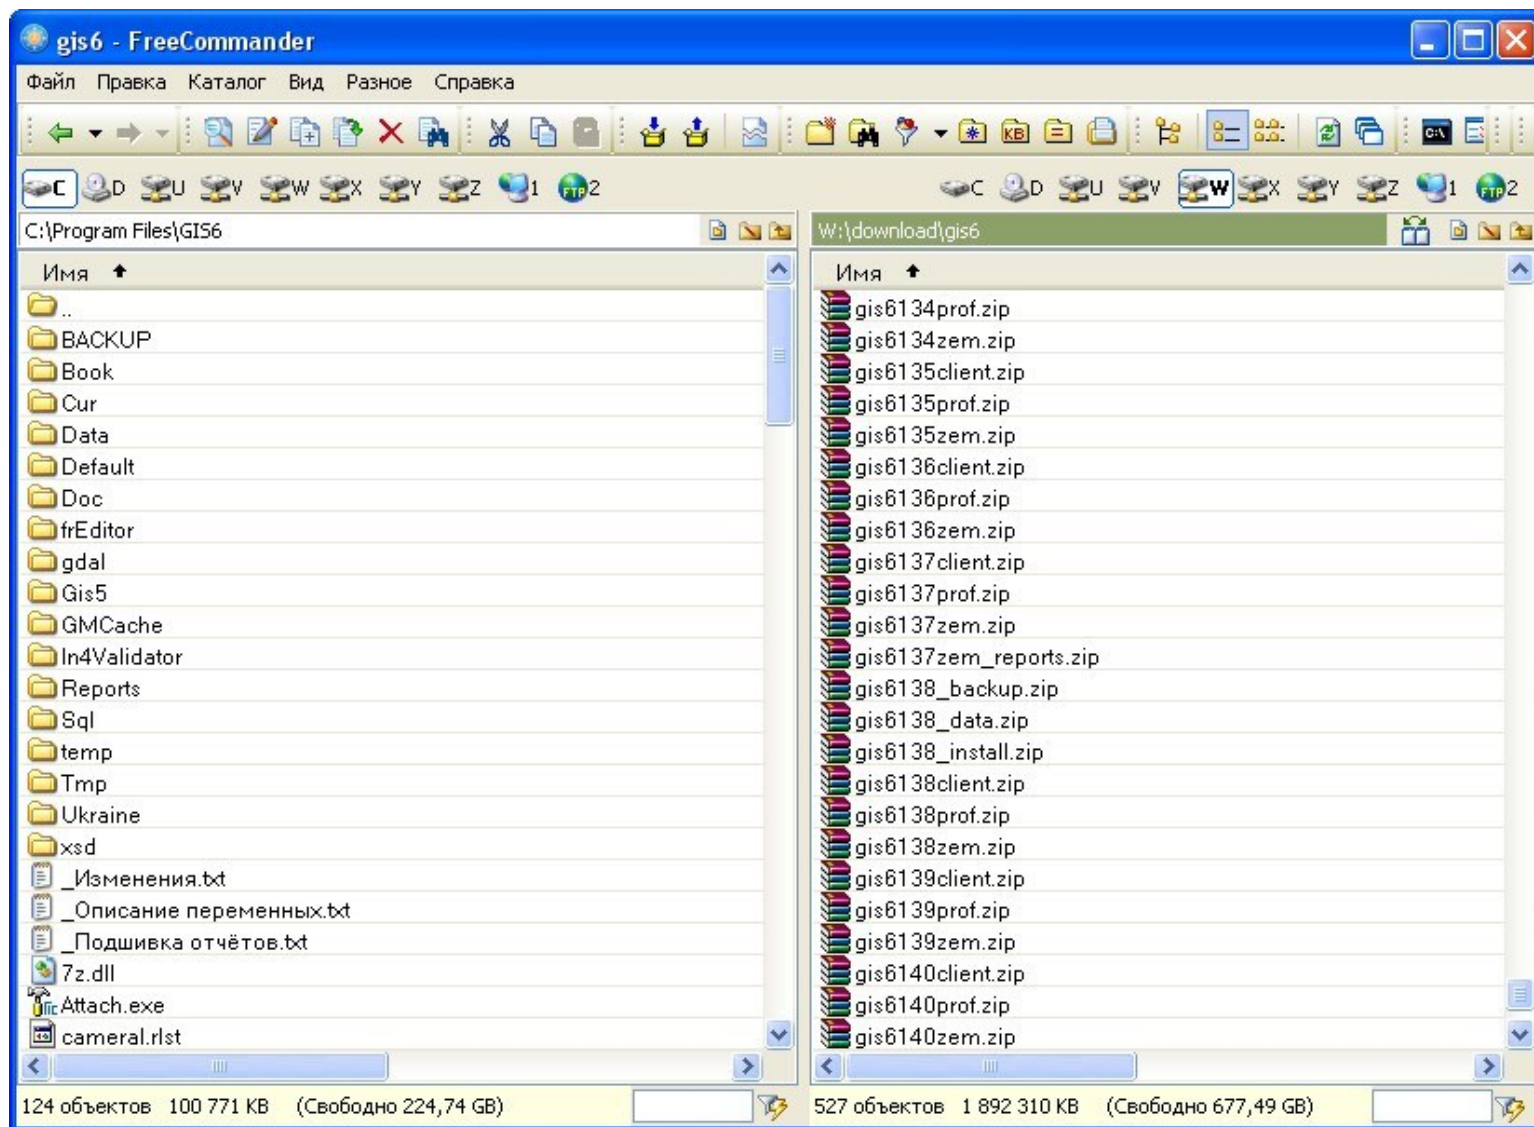 gis6 - FreeCommander
Файл Правка Каталог Вид Разное Справка
KB C:\
C D U V W X Y Z 1 FTP 2
C D U V W X Y Z 1 FTP 2
C:\Program Files\GIS6
Имя
..
BACKUP
Book
Cur
Data
Default
Doc
frEditor
gdal
Gis5
GMCache
In4Validator
Reports
Sql
temp
Tmp
Ukraine
xsd
_Изменения.txt
_Описание переменных.txt
_Подшивка отчётов.txt
7z.dll
Attach.exe
cameral.rlst
124 объектов 100 771 KB (Свободно 224,74 GB)
W:\download\gis6
Имя
gis6134prof.zip
gis6134zem.zip
gis6135client.zip
gis6135prof.zip
gis6135zem.zip
gis6136client.zip
gis6136prof.zip
gis6136zem.zip
gis6137client.zip
gis6137prof.zip
gis6137zem.zip
gis6137zem_reports.zip
gis6138_backup.zip
gis6138_data.zip
gis6138_install.zip
gis6138client.zip
gis6138prof.zip
gis6138zem.zip
gis6139client.zip
gis6139prof.zip
gis6139zem.zip
gis6140client.zip
gis6140prof.zip
gis6140zem.zip
527 объектов 1 892 310 KB (Свободно 677,49 GB)